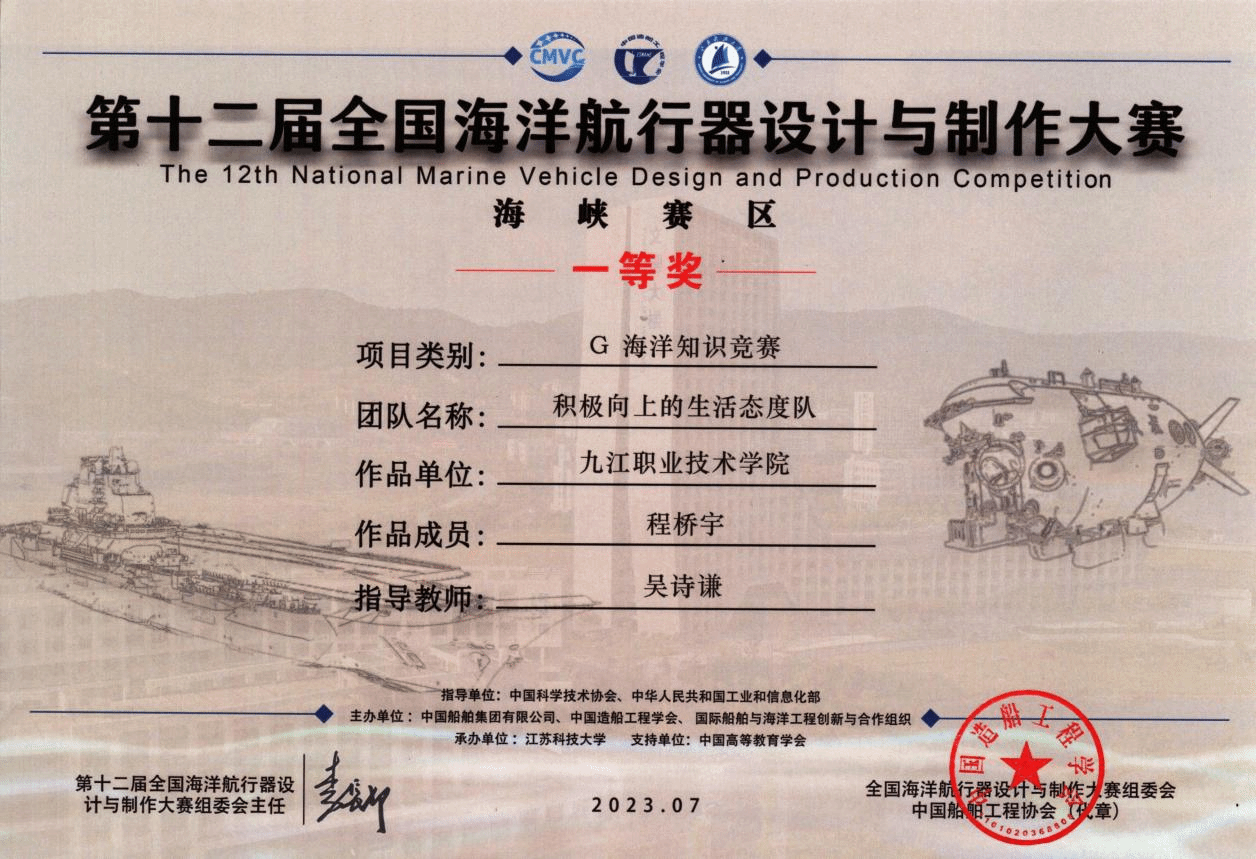 CMVC
第十二届全国海洋航行器设计与制作大赛
The 12th National Marine Vehicle Design and Production Competition
海峡赛区
一等奖
项目类别：G 海洋知识竞赛
团队名称：积极向上的生活态度队
作品单位：九江职业技术学院
作品成员：程桥宇
指导教师：吴诗谦
指导单位：中国科学技术协会、中华人民共和国工业和信息化部
主办单位：中国船舶集团有限公司、中国造船工程学会、国际船舶与海洋工程创新与合作组织
承办单位：江苏科技大学 支持单位：中国高等教育学会
第十二届全国海洋航行器设计与制作大赛组委会主任
2023.07
中国造船工程学会
全国海洋航行器设计与制作大赛组委会
中国船舶工程协会（代章）